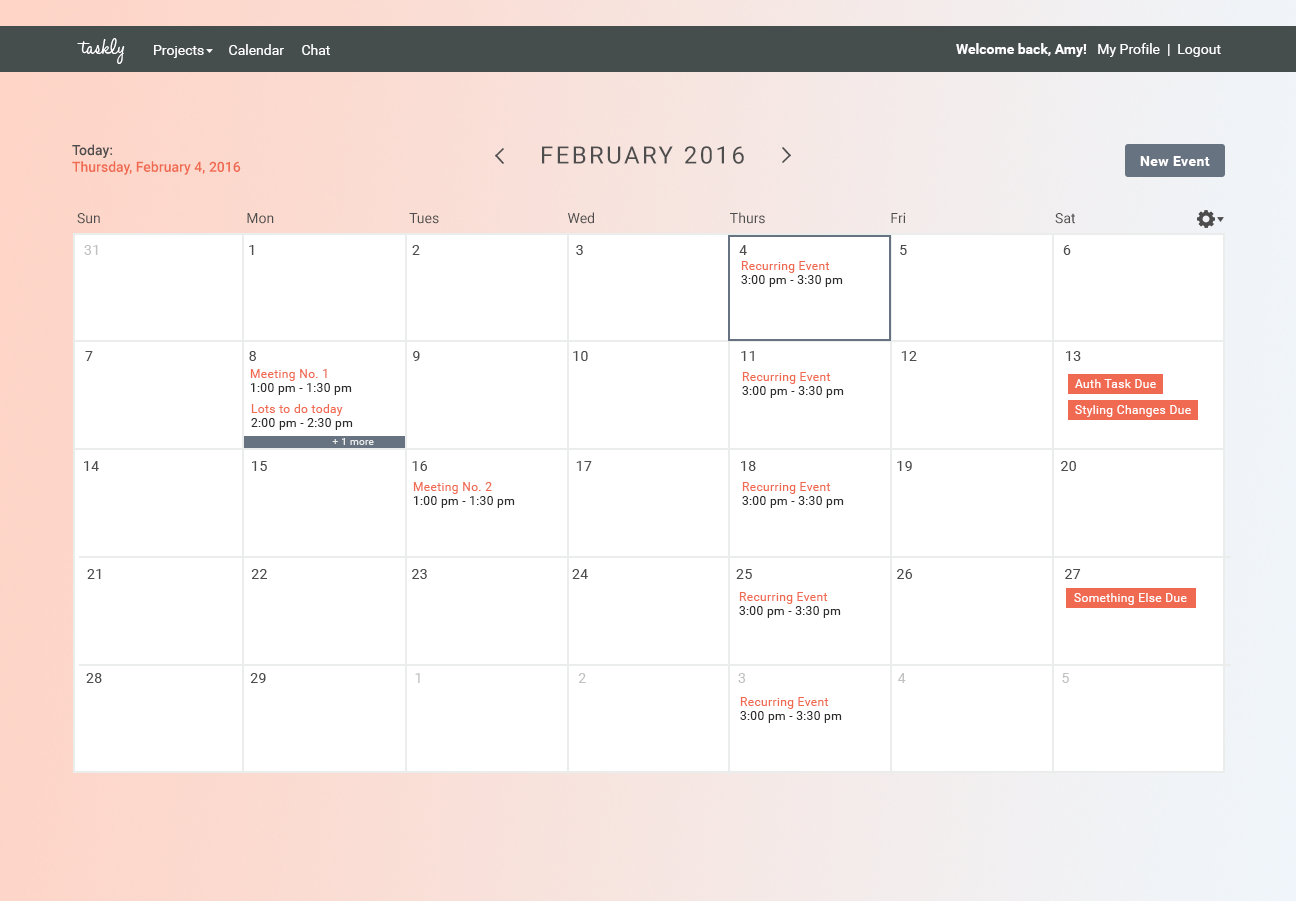 taskly Projects Calendar Chat Welcome back, Amy! My Profile | Logout
Today:
Thursday, February 4, 2016
FEBRUARY 2016
New Event
Sun Mon Tues Wed Thurs Fri Sat
31 1 2 3 4 5 6
Recurring Event
3:00 pm - 3:30 pm
7 8 9 10 11 12 13
Meeting No. 1
1:00 pm - 1:30 pm
Lots to do today
2:00 pm - 2:30 pm
+ 1 more
Recurring Event
3:00 pm - 3:30 pm
Auth Task Due
Styling Changes Due
14 15 16 17 18 19 20
Meeting No. 2
1:00 pm - 1:30 pm
Recurring Event
3:00 pm - 3:30 pm
21 22 23 24 25 26 27
Recurring Event
3:00 pm - 3:30 pm
Something Else Due
28 29 1 2 3 4 5
Recurring Event
3:00 pm - 3:30 pm